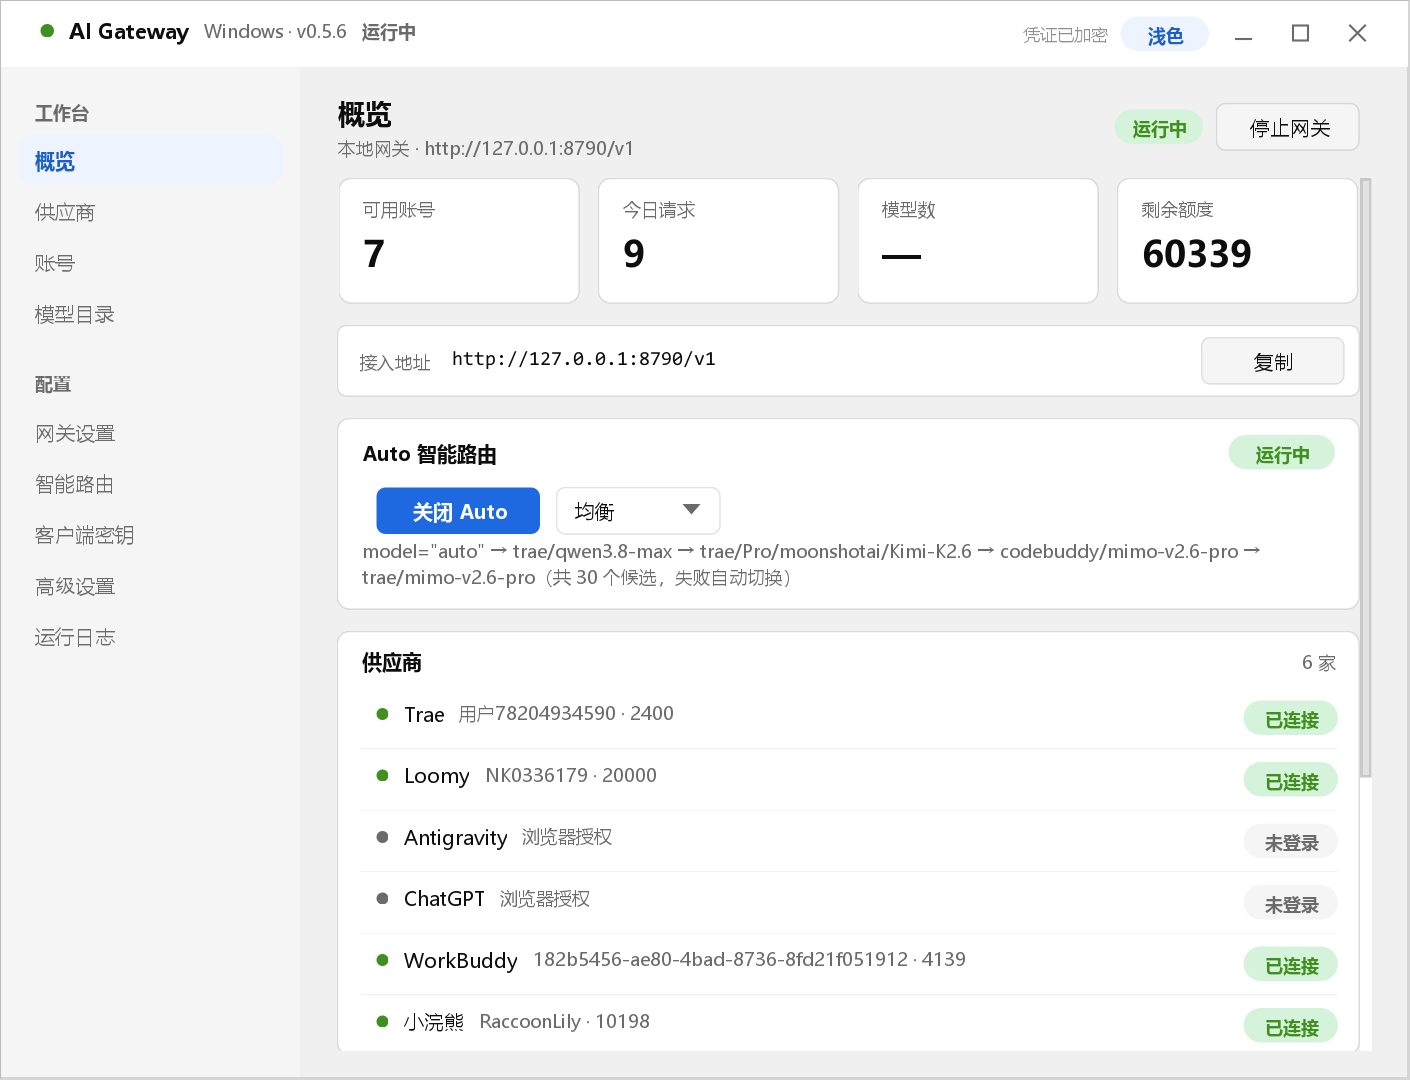 AI Gateway Windows · v0.5.6 运行中
凭证已加密 浅色
工作台
概览
供应商
账号
模型目录
配置
网关设置
智能路由
客户端密钥
高级设置
运行日志
概览
本地网关 · http://127.0.0.1:8790/v1
运行中 停止网关
可用账号
7
今日请求
9
模型数
—
剩余额度
60339
接入地址 http://127.0.0.1:8790/v1 复制
Auto 智能路由 运行中
关闭 Auto 均衡
model="auto" → trae/qwen3.8-max → trae/Pro/moonshotai/Kimi-K2.6 → codebuddy/mimo-v2.6-pro →
trae/mimo-v2.6-pro（共 30 个候选，失败自动切换）
供应商 6 家
Trae 用户78204934590 · 2400 已连接
Loomy NK0336179 · 20000 已连接
Antigravity 浏览器授权 未登录
ChatGPT 浏览器授权 未登录
WorkBuddy 182b5456-ae80-4bad-8736-8fd21f051912 · 4139 已连接
小浣熊 RaccoonLily · 10198 已连接